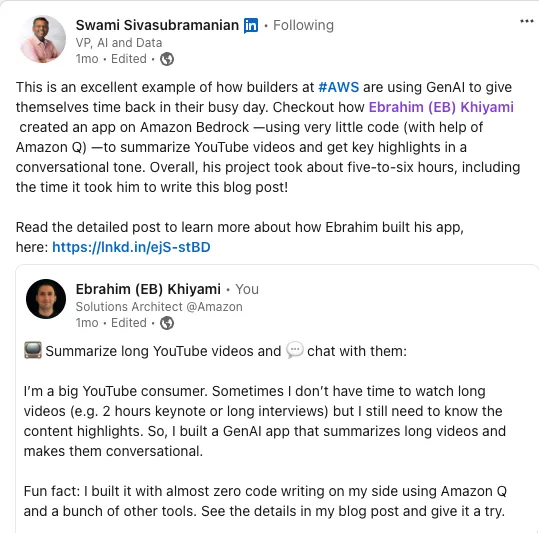 Swami Sivasubramanian in • Following
VP, AI and Data
1mo • Edited •
This is an excellent example of how builders at #AWS are using GenAI to give
themselves time back in their busy day. Checkout how Ebrahim (EB) Khiyami
created an app on Amazon Bedrock —using very little code (with help of
Amazon Q) —to summarize YouTube videos and get key highlights in a
conversational tone. Overall, his project took about five-to-six hours, including
the time it took him to write this blog post!
Read the detailed post to learn more about how Ebrahim built his app,
here: https://lnkd.in/ejS-stBD
Ebrahim (EB) Khiyami • You
Solutions Architect @Amazon
1mo • Edited •
📺 Summarize long YouTube videos and 💬 chat with them:
I'm a big YouTube consumer. Sometimes I don't have time to watch long
videos (e.g. 2 hours keynote or long interviews) but I still need to know the
content highlights. So, I built a GenAI app that summarizes long videos and
makes them conversational.
Fun fact: I built it with almost zero code writing on my side using Amazon Q
and a bunch of other tools. See the details in my blog post and give it a try.